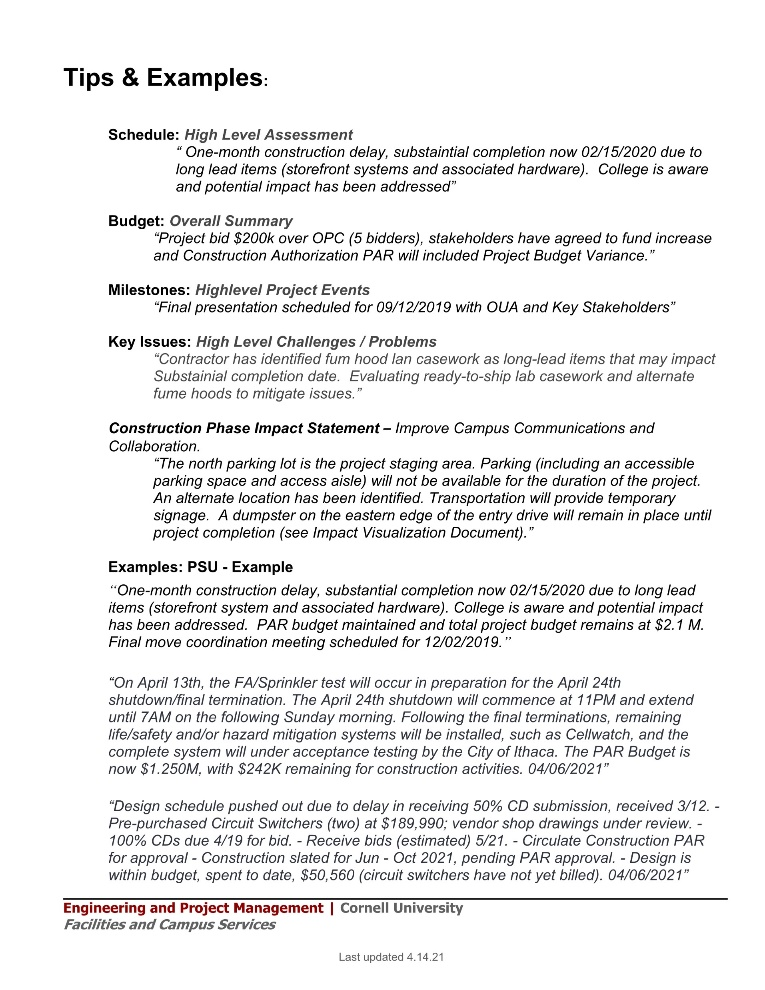 Tips & Examples:
Schedule: High Level Assessment
“ One-month construction delay, substaintial completion now 02/15/2020 due to
long lead items (storefront systems and associated hardware).  College is aware
and potential impact has been addressed”
Budget: Overall Summary
“Project bid $200k over OPC (5 bidders), stakeholders have agreed to fund increase
and Construction Authorization PAR will included Project Budget Variance.”
Milestones: Highlevel Project Events
“Final presentation scheduled for 09/12/2019 with OUA and Key Stakeholders”
Key Issues: High Level Challenges / Problems
“Contractor has identified fum hood lan casework as long-lead items that may impact
Substainial completion date.  Evaluating ready-to-ship lab casework and alternate
fume hoods to mitigate issues.”
Construction Phase Impact Statement – Improve Campus Communications and
Collaboration.
“The north parking lot is the project staging area. Parking (including an accessible
parking space and access aisle) will not be available for the duration of the project.
An alternate location has been identified. Transportation will provide temporary
signage.  A dumpster on the eastern edge of the entry drive will remain in place until
project completion (see Impact Visualization Document).”
Examples: PSU - Example
“One-month construction delay, substantial completion now 02/15/2020 due to long lead
items (storefront system and associated hardware). College is aware and potential impact
has been addressed.  PAR budget maintained and total project budget remains at $2.1 M.
Final move coordination meeting scheduled for 12/02/2019.”
“On April 13th, the FA/Sprinkler test will occur in preparation for the April 24th
shutdown/final termination. The April 24th shutdown will commence at 11PM and extend
until 7AM on the following Sunday morning. Following the final terminations, remaining
life/safety and/or hazard mitigation systems will be installed, such as Cellwatch, and the
complete system will under acceptance testing by the City of Ithaca. The PAR Budget is
now $1.250M, with $242K remaining for construction activities. 04/06/2021”
“Design schedule pushed out due to delay in receiving 50% CD submission, received 3/12. -
Pre-purchased Circuit Switchers (two) at $189,990; vendor shop drawings under review. -
100% CDs due 4/19 for bid. - Receive bids (estimated) 5/21. - Circulate Construction PAR
for approval - Construction slated for Jun - Oct 2021, pending PAR approval. - Design is
within budget, spent to date, $50,560 (circuit switchers have not yet billed). 04/06/2021”
Engineering and Project Management | Cornell University
Facilities and Campus Services
Last updated 4.14.21